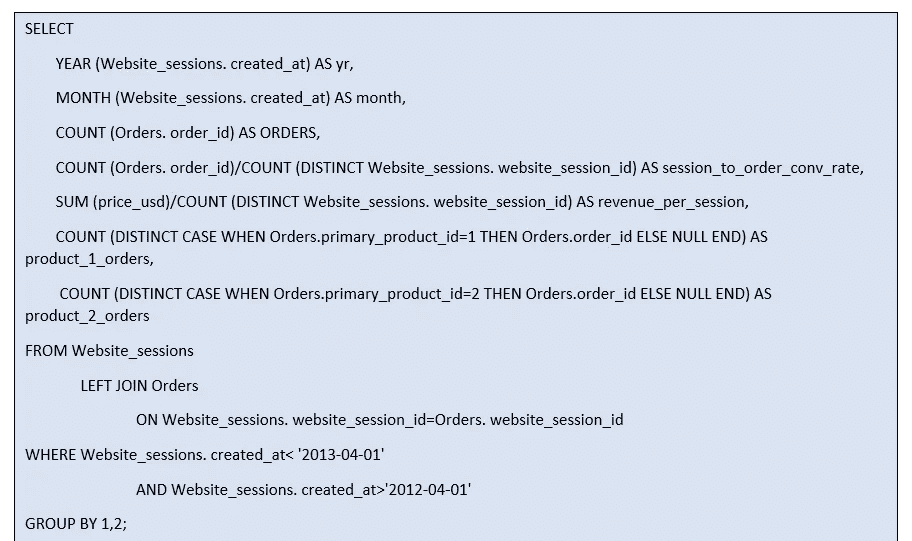 SELECT
YEAR (Website_sessions. created_at) AS yr,
MONTH (Website_sessions. created_at) AS month,
COUNT (Orders. order_id) AS ORDERS,
COUNT (Orders. order_id)/COUNT (DISTINCT Website_sessions. website_session_id) AS session_to_order_conv_rate,
SUM (price_usd)/COUNT (DISTINCT Website_sessions. website_session_id) AS revenue_per_session,
COUNT (DISTINCT CASE WHEN Orders.primary_product_id=1 THEN Orders.order_id ELSE NULL END) AS
product_1_orders,
COUNT (DISTINCT CASE WHEN Orders.primary_product_id=2 THEN Orders.order_id ELSE NULL END) AS
product_2_orders
FROM Website_sessions
LEFT JOIN Orders
ON Website_sessions. website_session_id=Orders. website_session_id
WHERE Website_sessions. created_at< '2013-04-01'
AND Website_sessions. created_at>'2012-04-01'
GROUP BY 1,2;